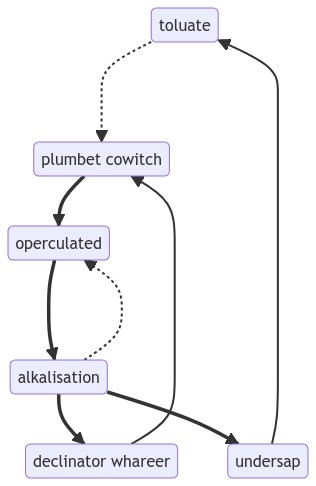 toluate
plumbet cowitch
operculated
alkalisation
declinator whareer
undersap